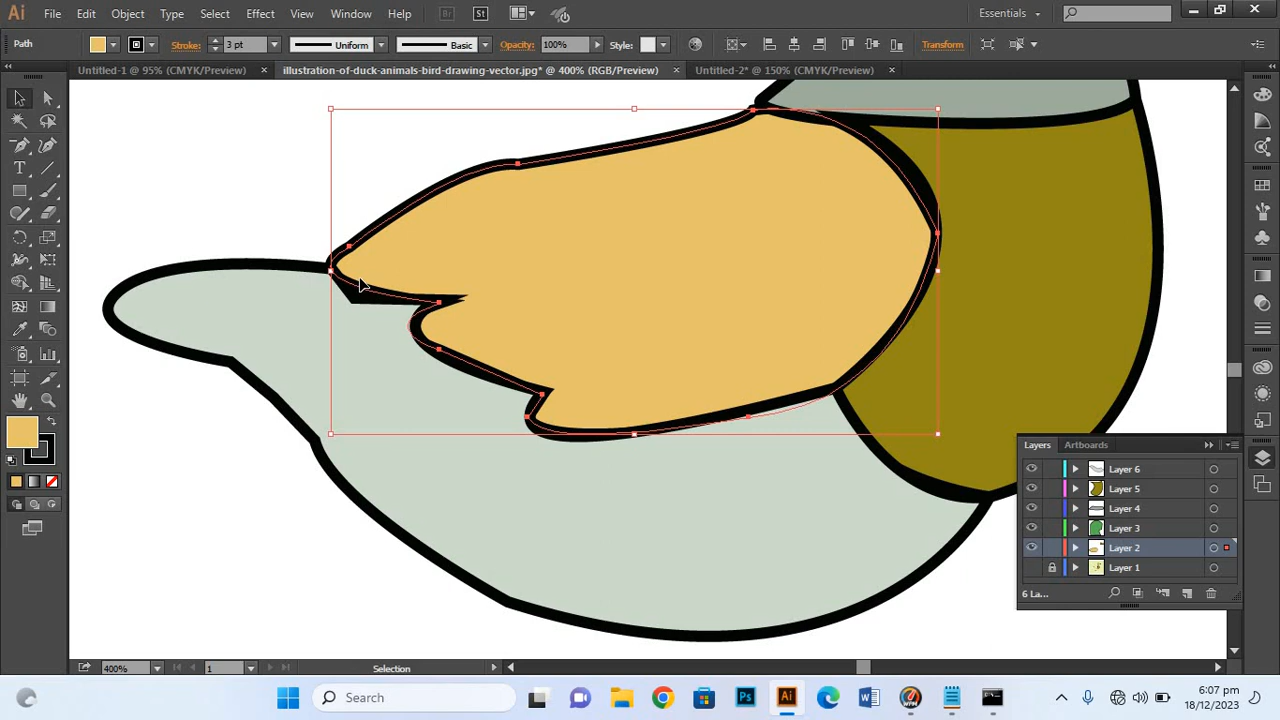 Ai File Edit Object Type Select Effect View Window Help Br St Essentials
Path Stroke: 3 pt Uniform Basic Opacity: 100% Style: Transform
Untitled-1 @ 95% (CMYK/Preview) × illustration-of-duck-animals-bird-drawing-vector.jpg* @ 400% (RGB/Preview) × Untitled-2* @ 150% (CMYK/Preview) ×
T
Layers Artboards
Layer 6
Layer 5
Layer 4
Layer 3
Layer 2
Layer 1
6 La...
400% 1 Selection
Search Ps Ai W 6:07 pm
18/12/2023